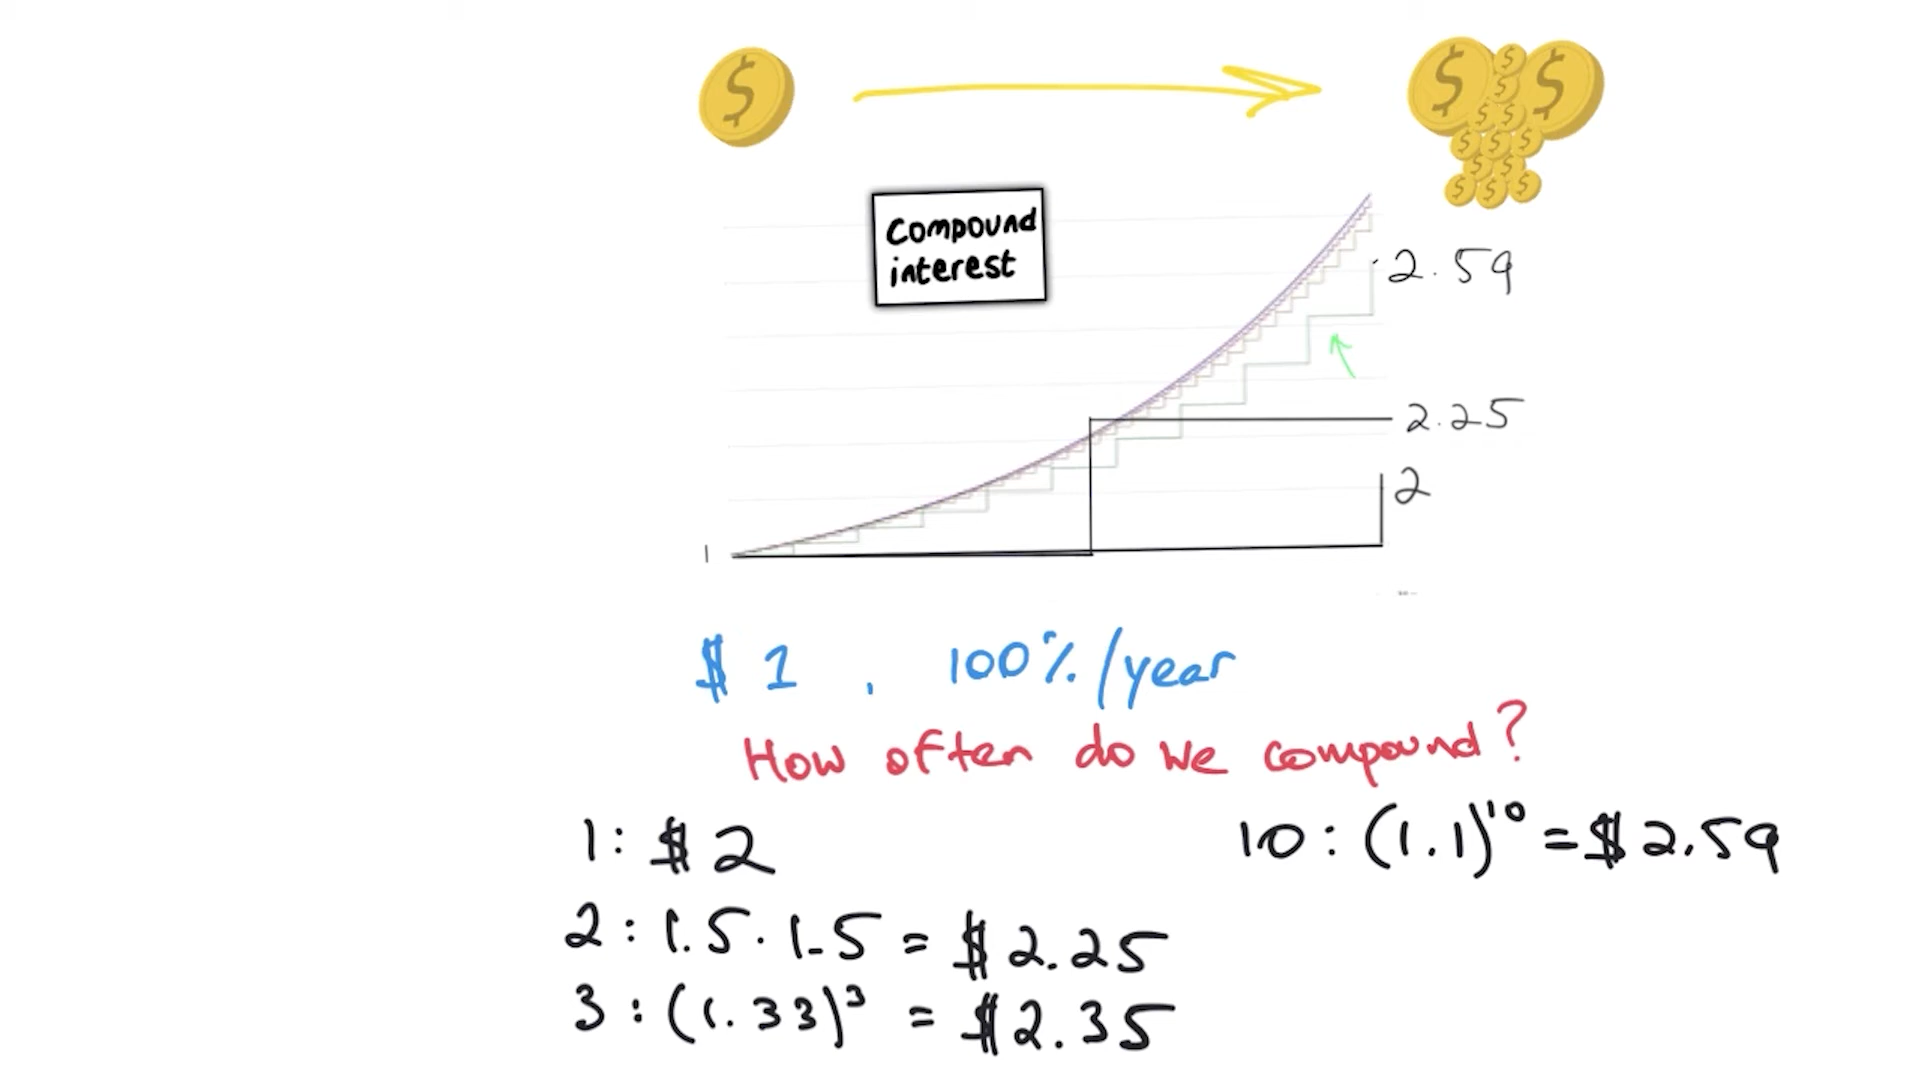 Compound
interest
2.59
2.25
2
1
$ 1 , 100%/year
How often do we compound?
1: $2
10: (1.1)¹⁰ = $2.59
2: 1.5 · 1.5 = $2.25
3: (1.33)³ = $2.35